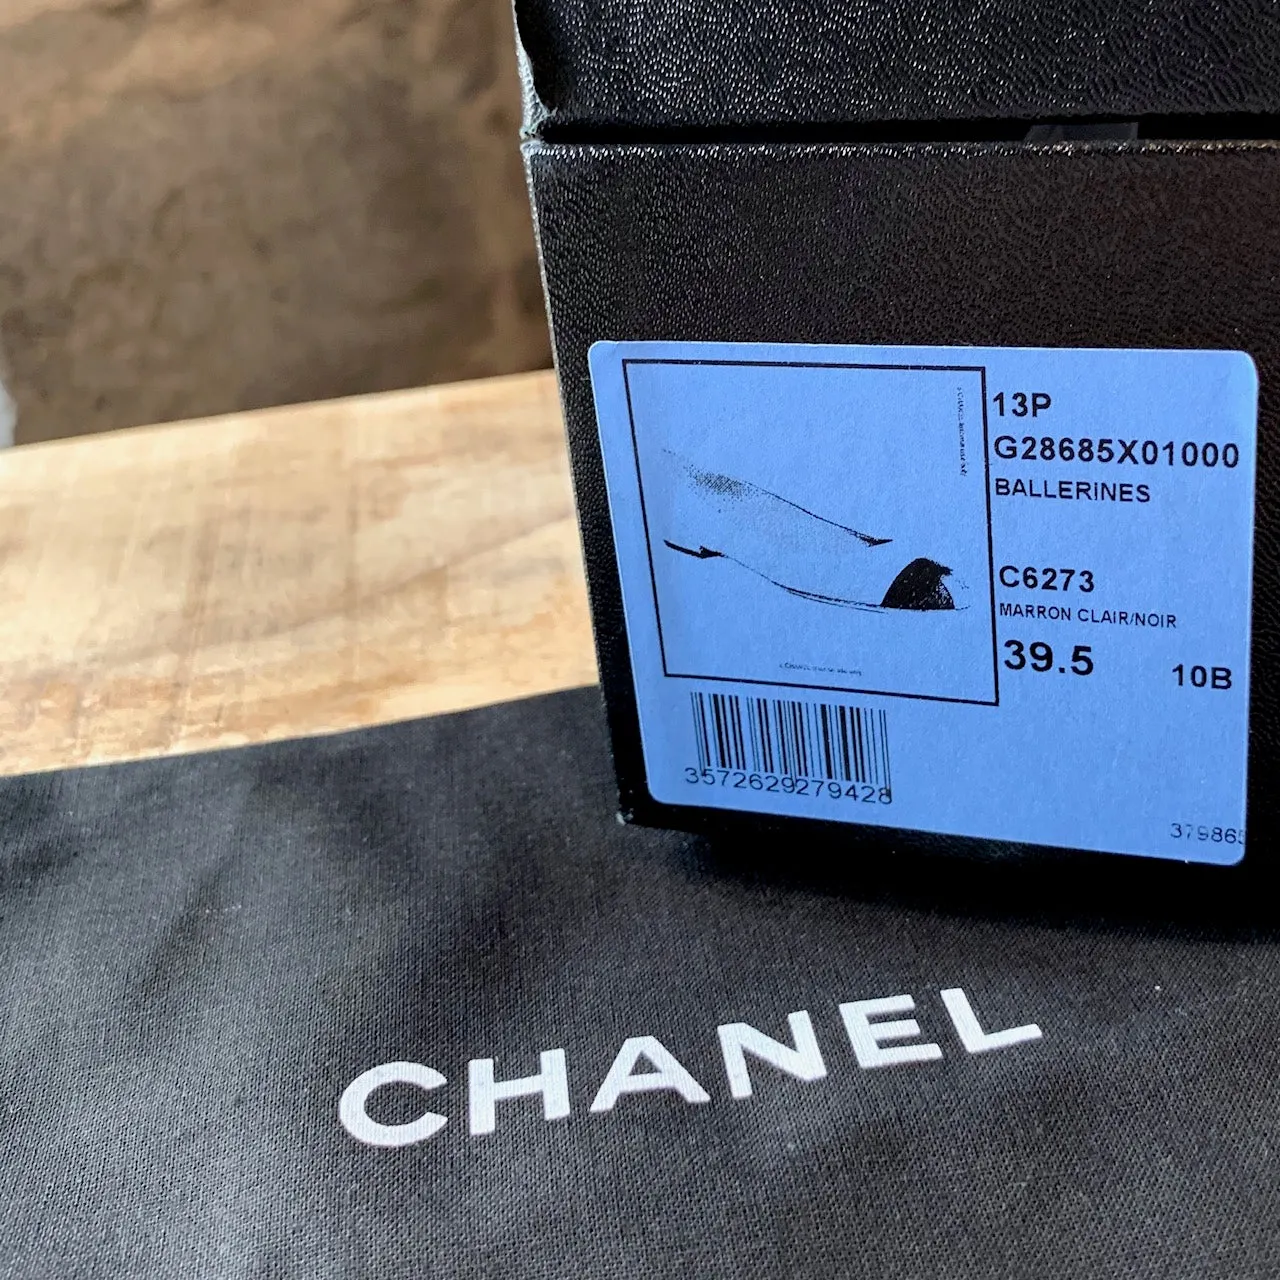 13P
G28685X01000
BALLERINES
C6273
MARRON CLAIR/NOIR
39.5 10B
3572629279428
37986
CHANEL